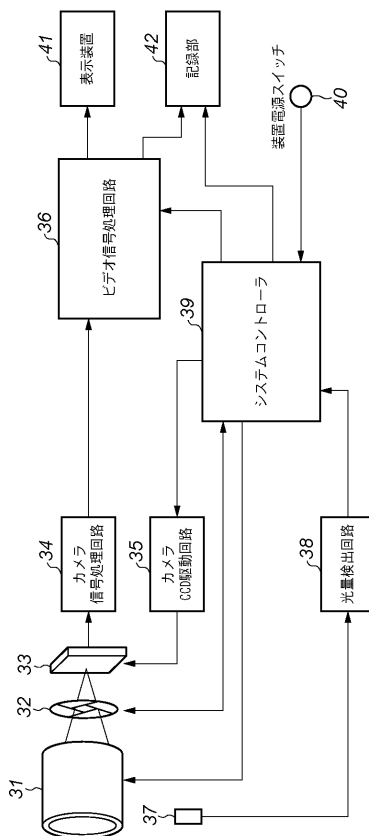 31
32
33
34
カメラ
信号処理回路
35
カメラ
CCD駆動回路
36
ビデオ信号処理回路
37
38
光量検出回路
39
システムコントローラ
40
装置電源スイッチ
41
表示装置
42
記録部